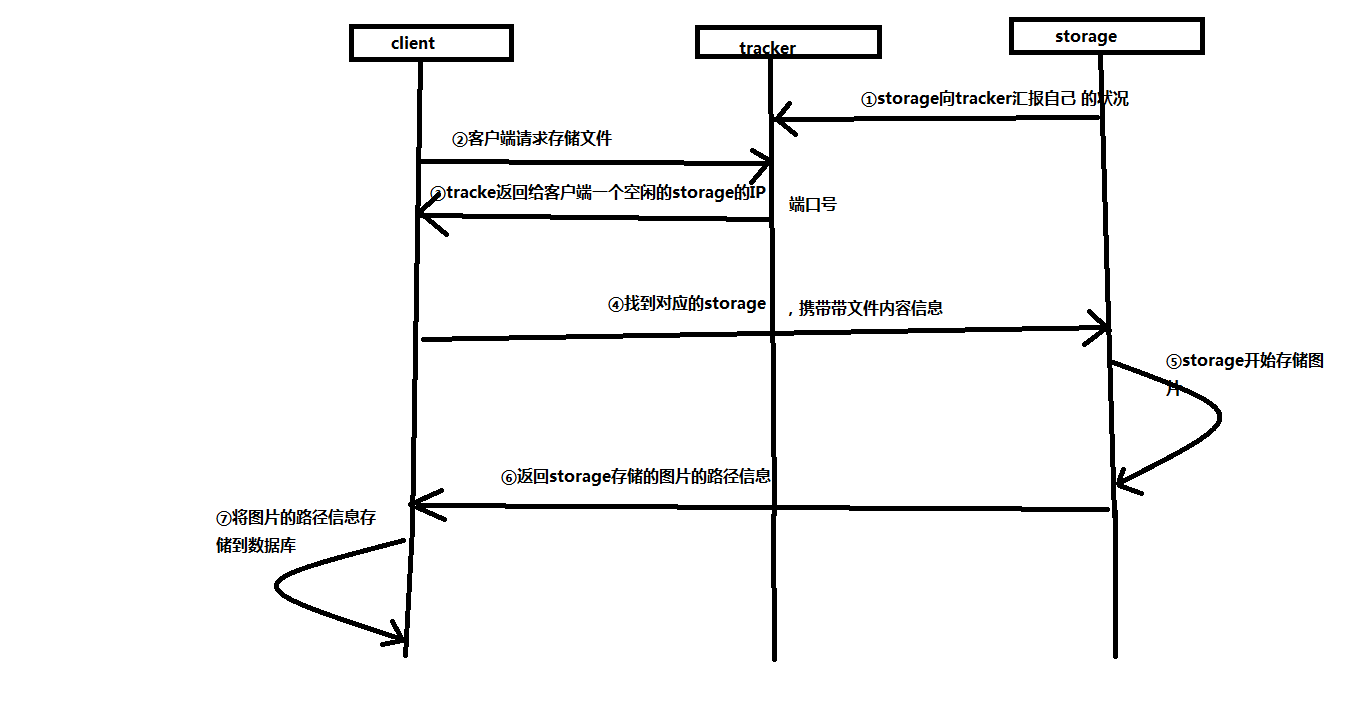 client
tracker
storage
①storage向tracker汇报自己 的状况
②客户端请求存储文件
③tracke返回给客户端一个空闲的storage的IP
端口号
④找到对应的storage
，携带带文件内容信息
⑤storage开始存储图
片
⑥返回storage存储的图片的路径信息
⑦将图片的路径信息存
储到数据库